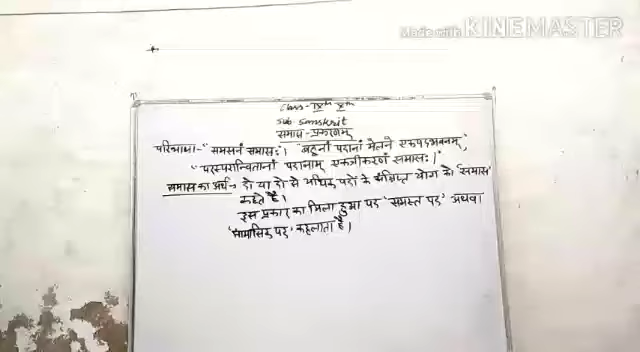 Made with KINEMASTER
Class - IXth Xth
Sub Sanskrit
समास - प्रकरणम्
परिभाषा - "समसनं समासः। "बहूनां पदानां मेलने एकपदभवनम्"
"परस्परान्वितानां पदानाम् एकत्रीकरणं समासः।"
समास का अर्थ → दो या दो से अधिक पदों के संक्षिप्त योग को 'समास'
कहते हैं।
इस प्रकार का मिला हुआ पद 'समस्त पद' अथवा
'सामासिक पद' कहलाता है।